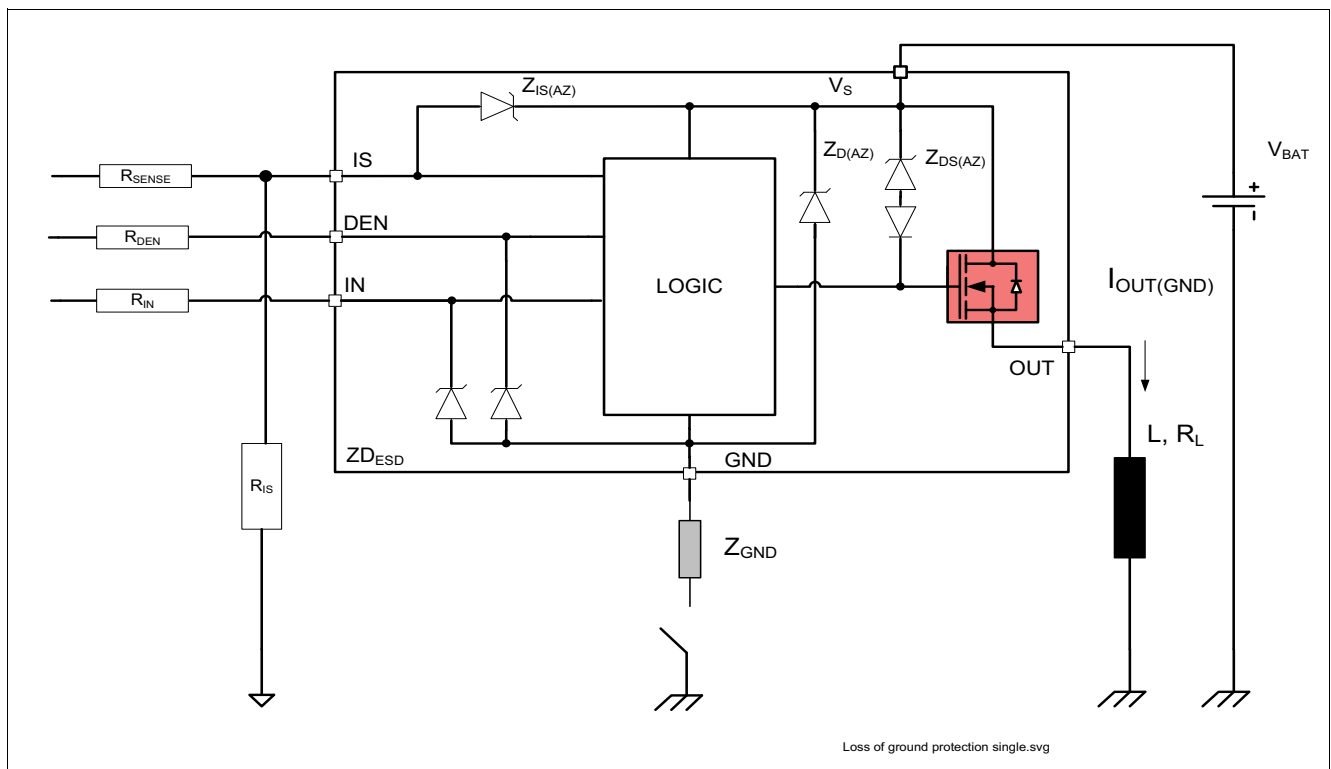 Z_IS(AZ)
V_S
Z_D(AZ)
Z_DS(AZ)
V_BAT
IS
R_SENSE
DEN
R_DEN
IN
R_IN
LOGIC
I_OUT(GND)
OUT
L, R_L
ZD_ESD
GND
R_IS
Z_GND
Loss of ground protection single.svg